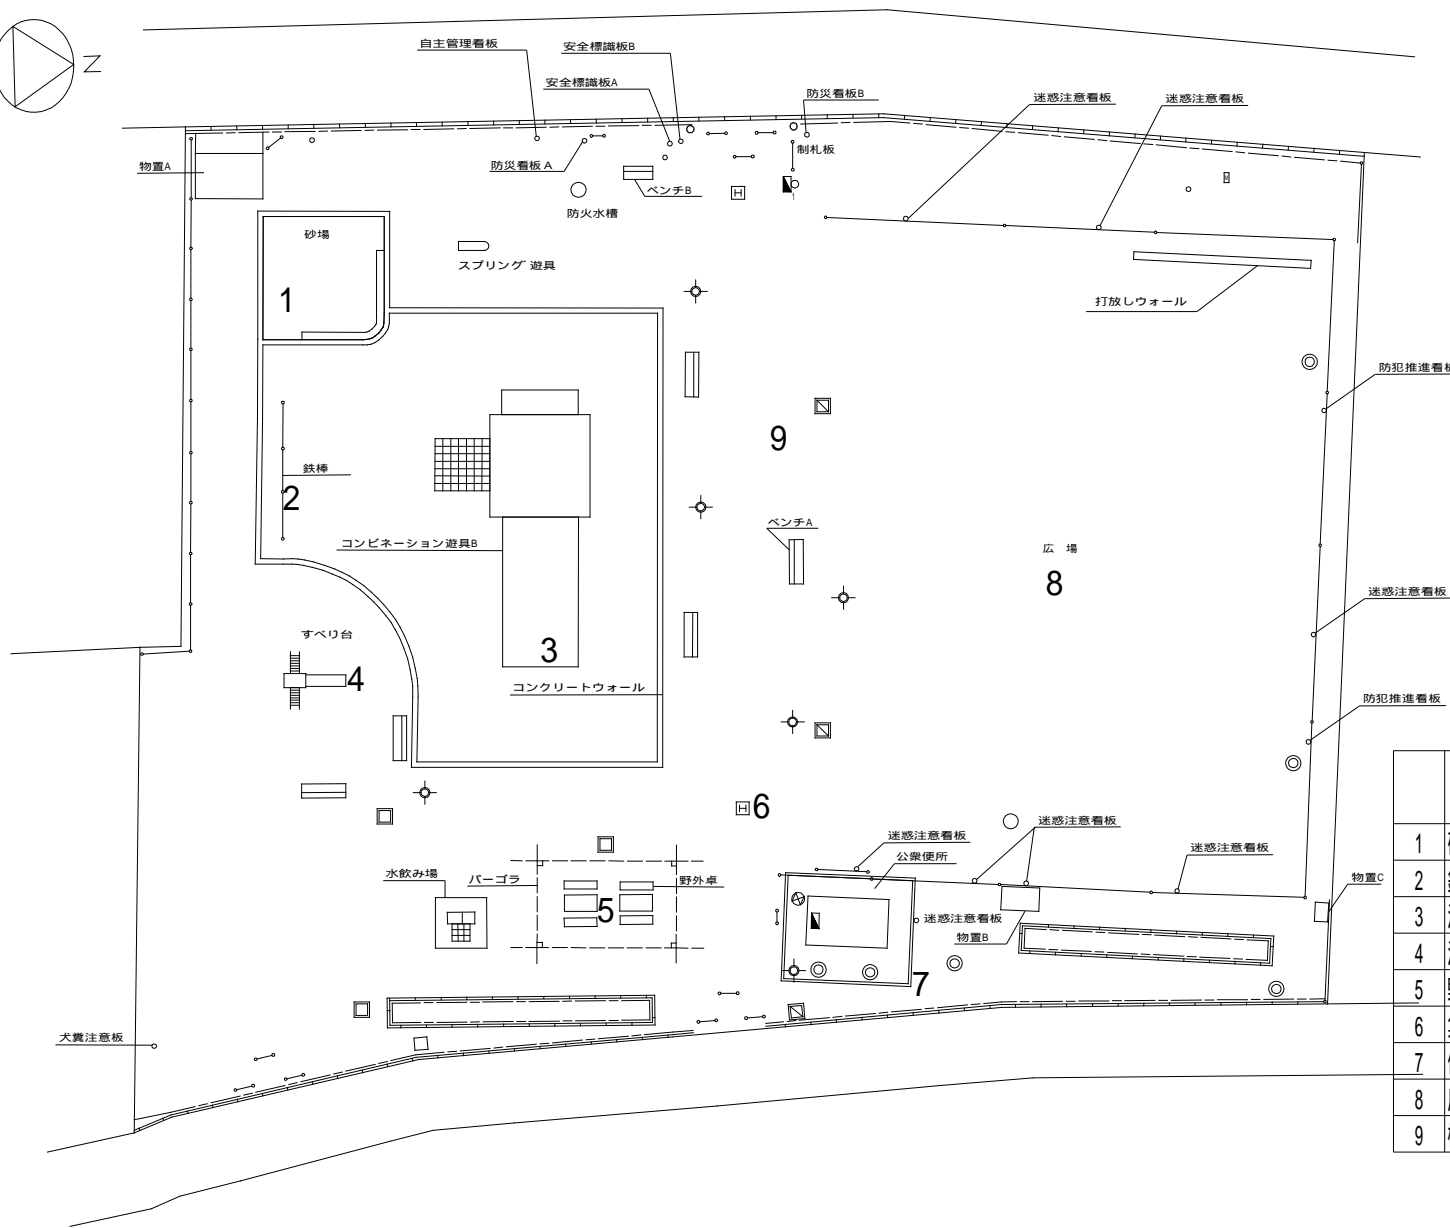 N
自主管理看板
安全標識板B
安全標識板A
防災看板B
迷惑注意看板
迷惑注意看板
物置A
防災看板A
ベンチB
制札板
防火水槽
砂場
スプリング遊具
1
打放しウォール
防犯推進看板
9
鉄棒
2
ベンチA
コンビネーション遊具B
広 場
8
迷惑注意看板
すべり台
3
4
コンクリートウォール
防犯推進看板
6
迷惑注意看板
迷惑注意看板
迷惑注意看板
公衆便所
水飲み場
パーゴラ
野外卓
5
物置C
迷惑注意看板
物置B
7
犬糞注意板
1
2
3
4
5
6
7
8
9